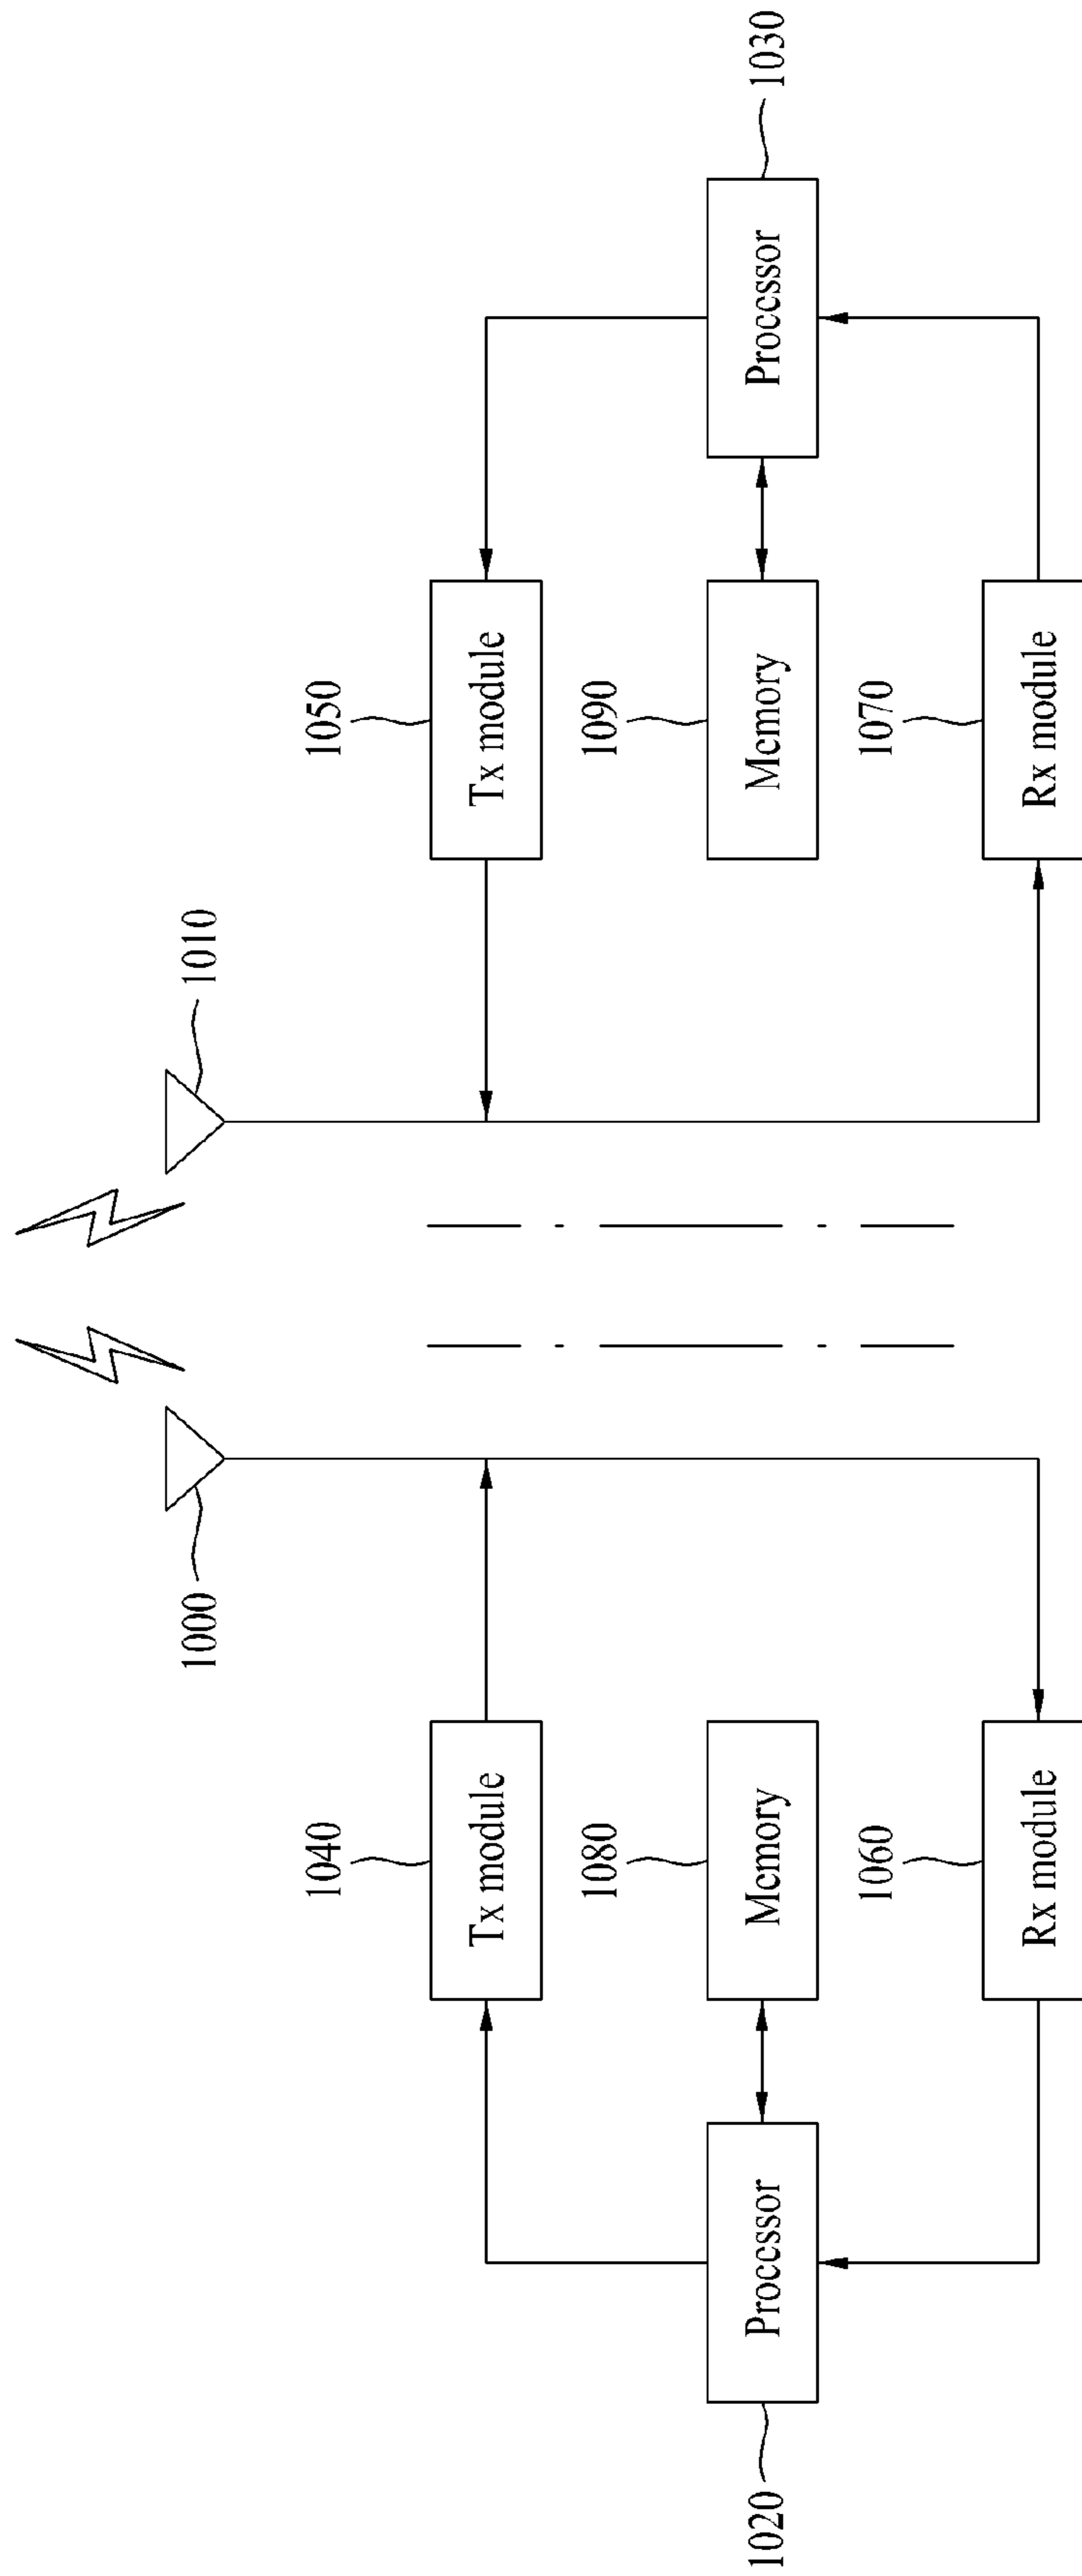 1000
1010
1040
Tx module
1050
Tx module
1020
Processor
1080
Memory
1090
Memory
Processor
1030
1060
Rx module
1070
Rx module